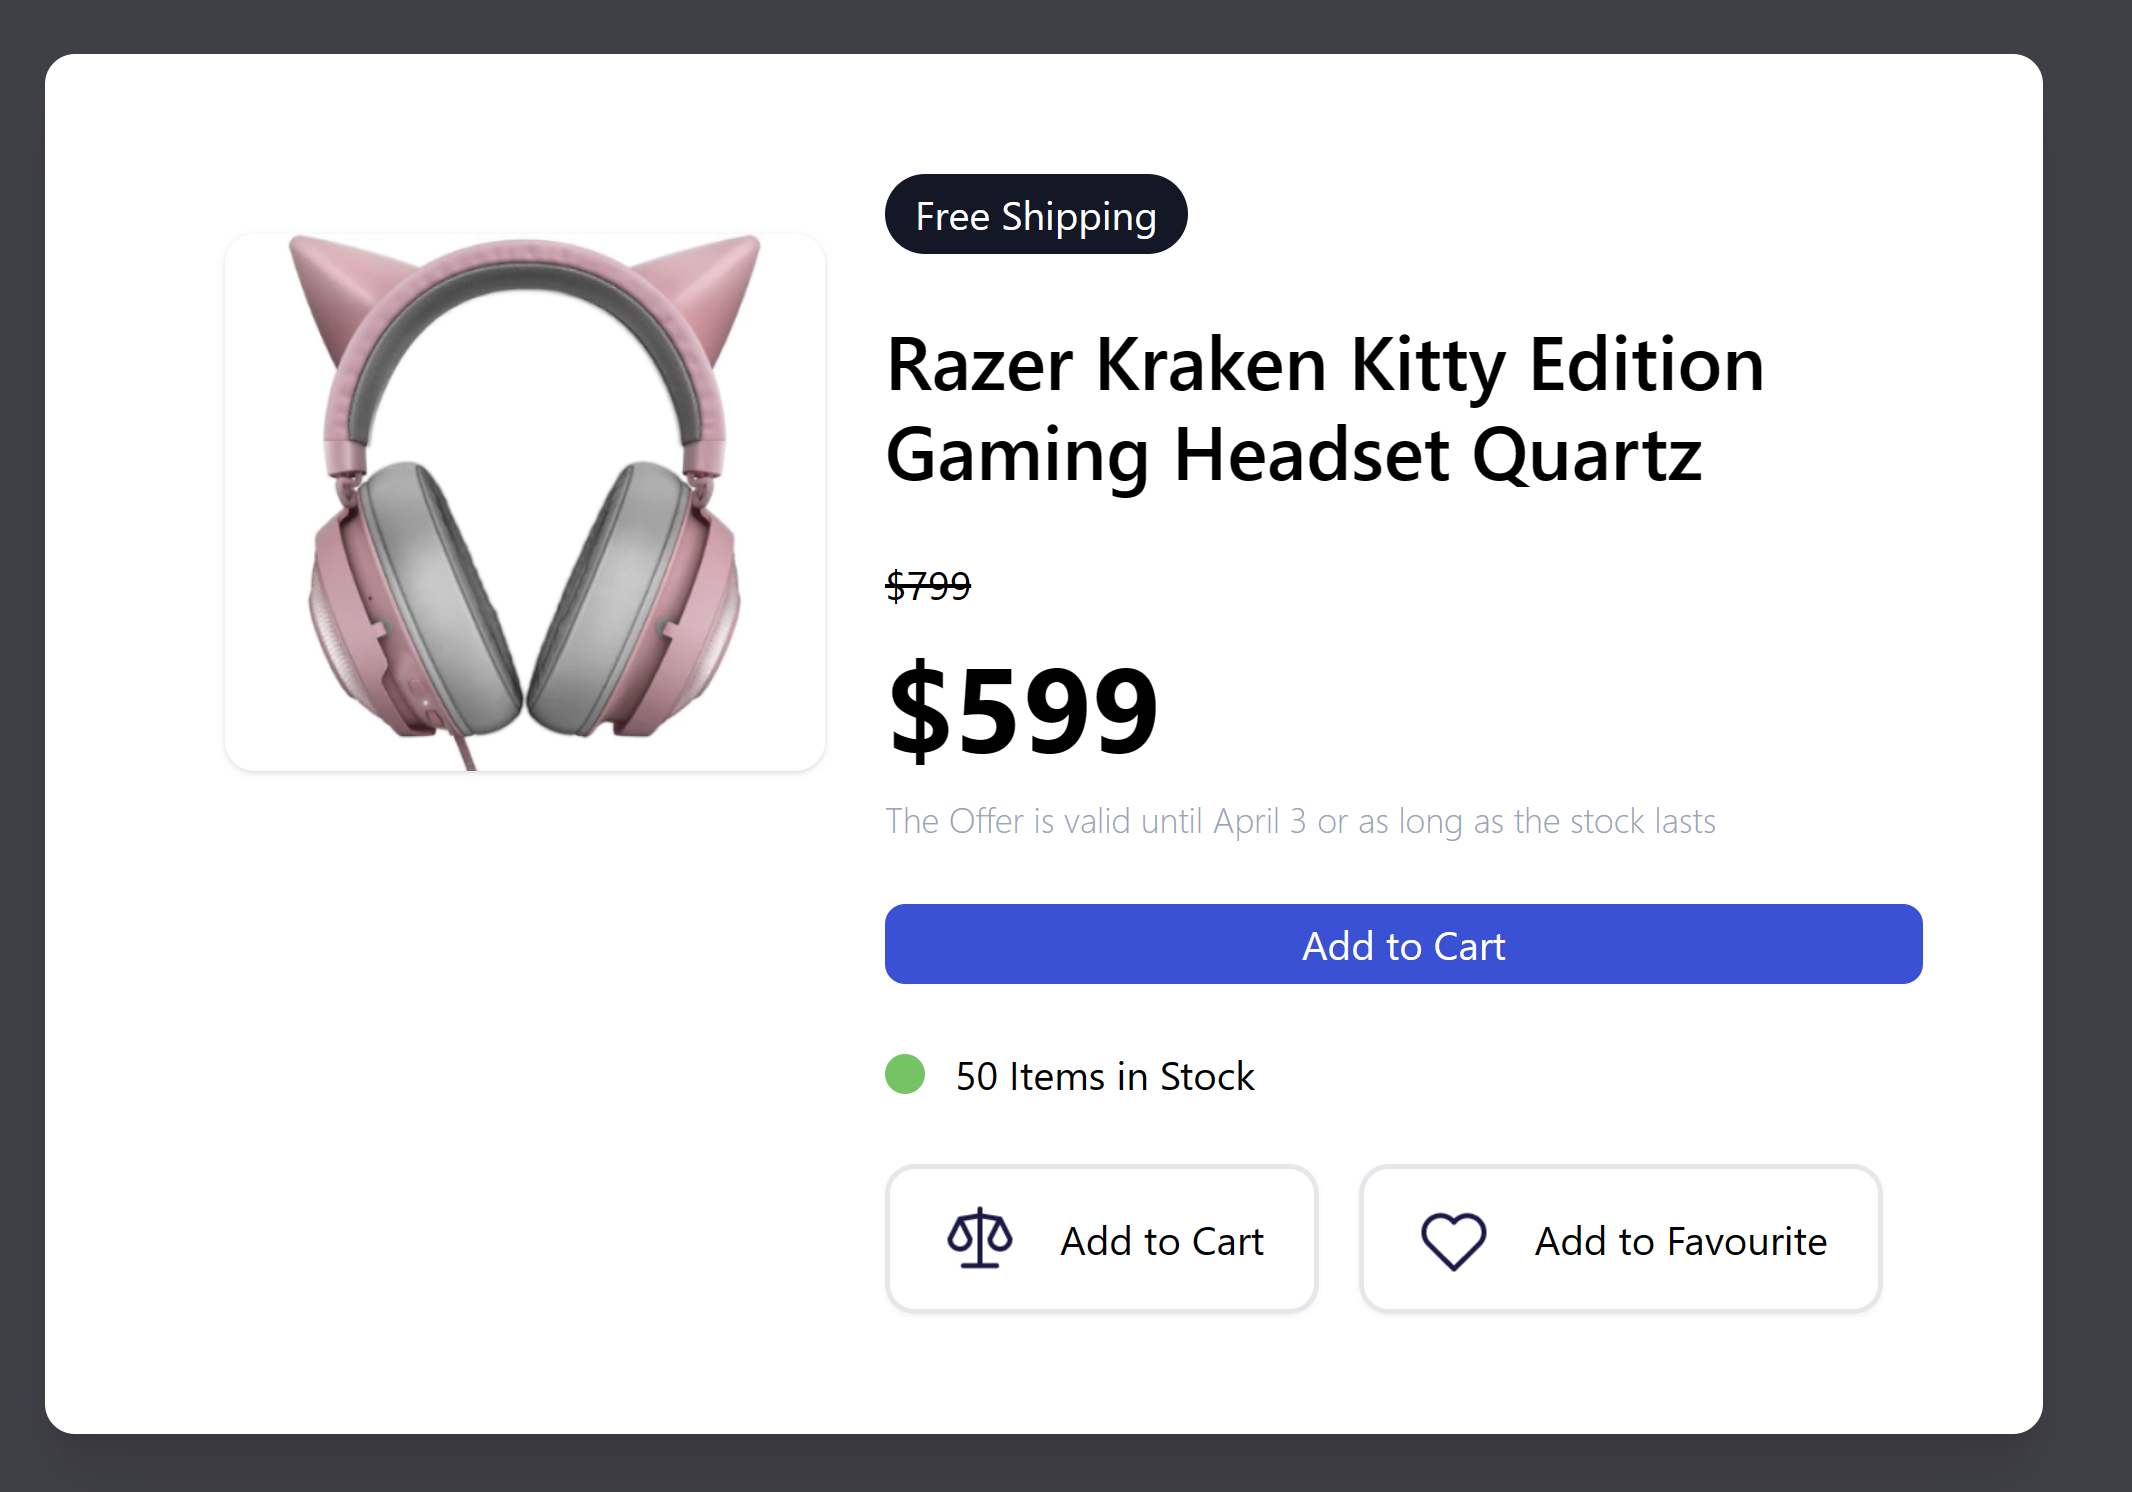 Free Shipping
Razer Kraken Kitty Edition
Gaming Headset Quartz
$799
$599
The Offer is valid until April 3 or as long as the stock lasts
Add to Cart
50 Items in Stock
Add to Cart
Add to Favourite